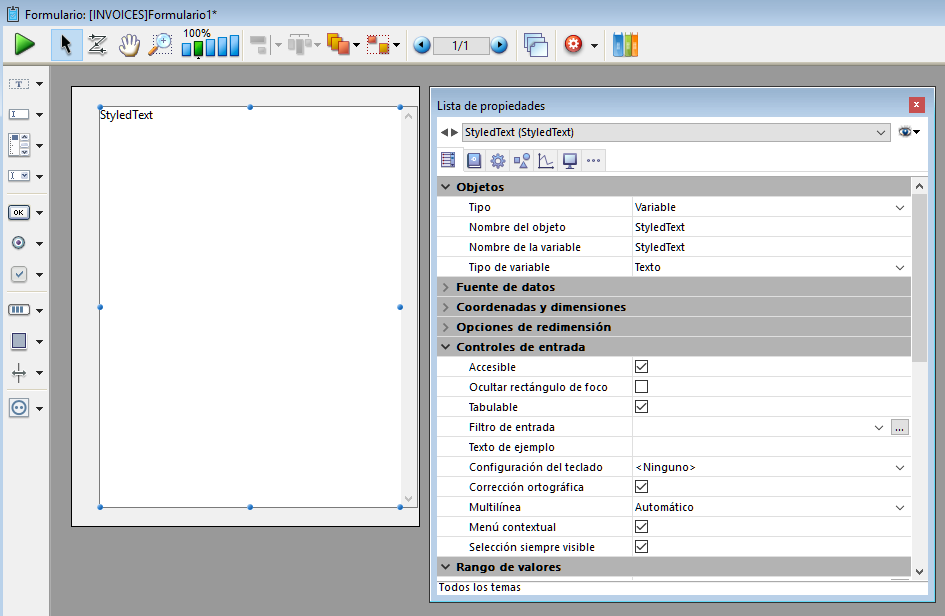 Formulario: [INVOICES]Formulario1*
100%
1/1
T
OK
StyledText
Lista de propiedades
StyledText (StyledText)
Objetos
Tipo Variable
Nombre del objeto StyledText
Nombre de la variable StyledText
Tipo de variable Texto
Fuente de datos
Coordenadas y dimensiones
Opciones de redimensión
Controles de entrada
Accesible
Ocultar rectángulo de foco
Tabulable
Filtro de entrada ...
Texto de ejemplo
Configuración del teclado <Ninguno>
Corrección ortográfica
Multilínea Automático
Menú contextual
Selección siempre visible
Rango de valores
Todos los temas